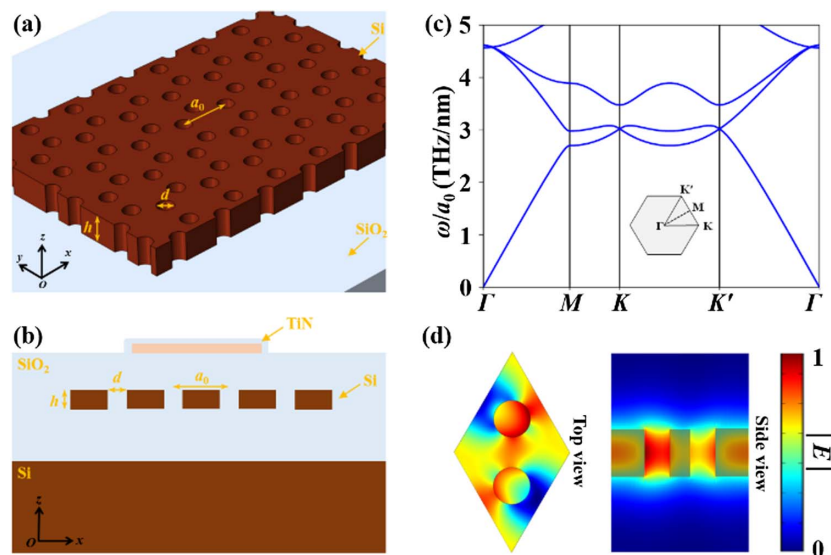 (a)
Si
a₀
d
h
SiO₂
z
y
x
o
(b)
TiN
SiO₂
d
a₀
Si
h
Si
z
o
x
(c)
5
4
3
2
1
0
ω/a₀ (THz/nm)
K'
M
Γ
K
Γ
M
K
K'
Γ
(d)
Top view
Side view
1
|E|
0